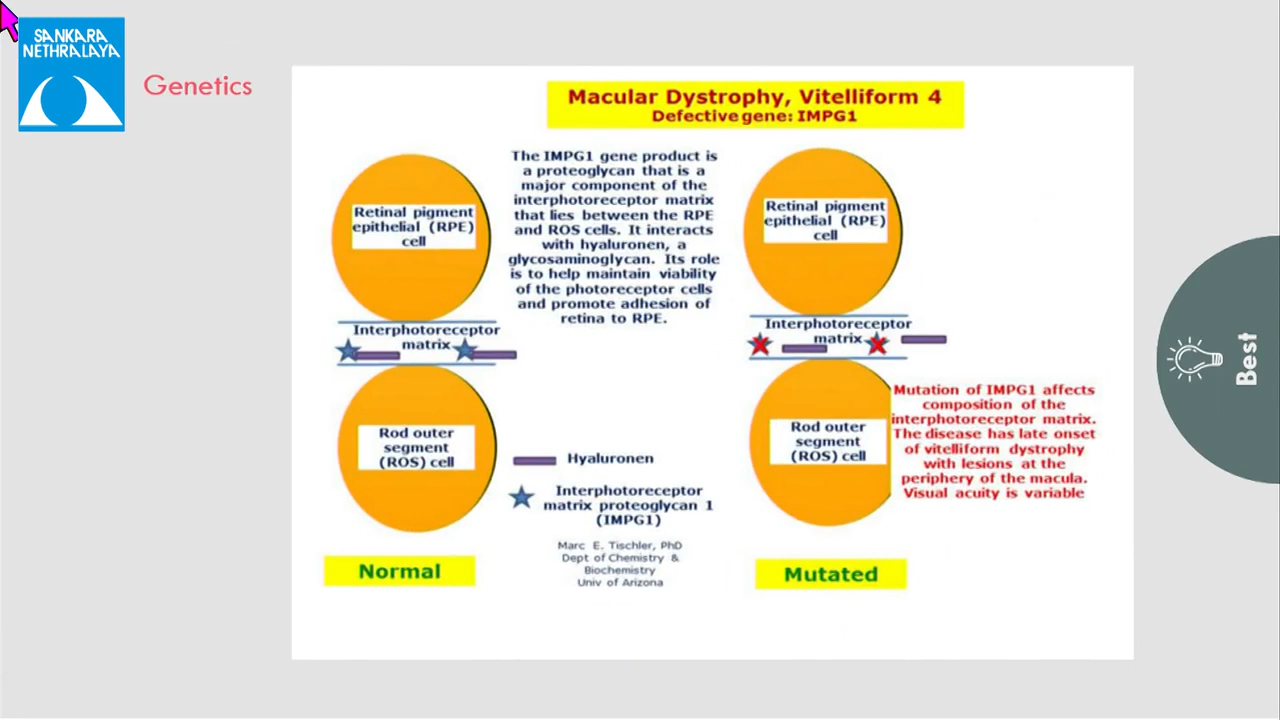 SANKARA
NETHRALAYA
Genetics
Macular Dystrophy, Vitelliform 4
Defective gene: IMPG1
Retinal pigment
epithelial (RPE)
cell
Interphotoreceptor
matrix
Rod outer
segment
(ROS) cell
Normal
The IMPG1 gene product is
a proteoglycan that is a
major component of the
interphotoreceptor matrix
that lies between the RPE
and ROS cells. It interacts
with hyaluronen, a
glycosaminoglycan. Its role
is to help maintain viability
of the photoreceptor cells
and promote adhesion of
retina to RPE.
Hyaluronen
Interphotoreceptor
matrix proteoglycan 1
(IMPG1)
Marc E. Tischler, PhD
Dept of Chemistry &
Biochemistry
Univ of Arizona
Retinal pigment
epithelial (RPE)
cell
Interphotoreceptor
matrix
Rod outer
segment
(ROS) cell
Mutation of IMPG1 affects
composition of the
interphotoreceptor matrix.
The disease has late onset
of vitelliform dystrophy
with lesions at the
periphery of the macula.
Visual acuity is variable
Mutated
Best